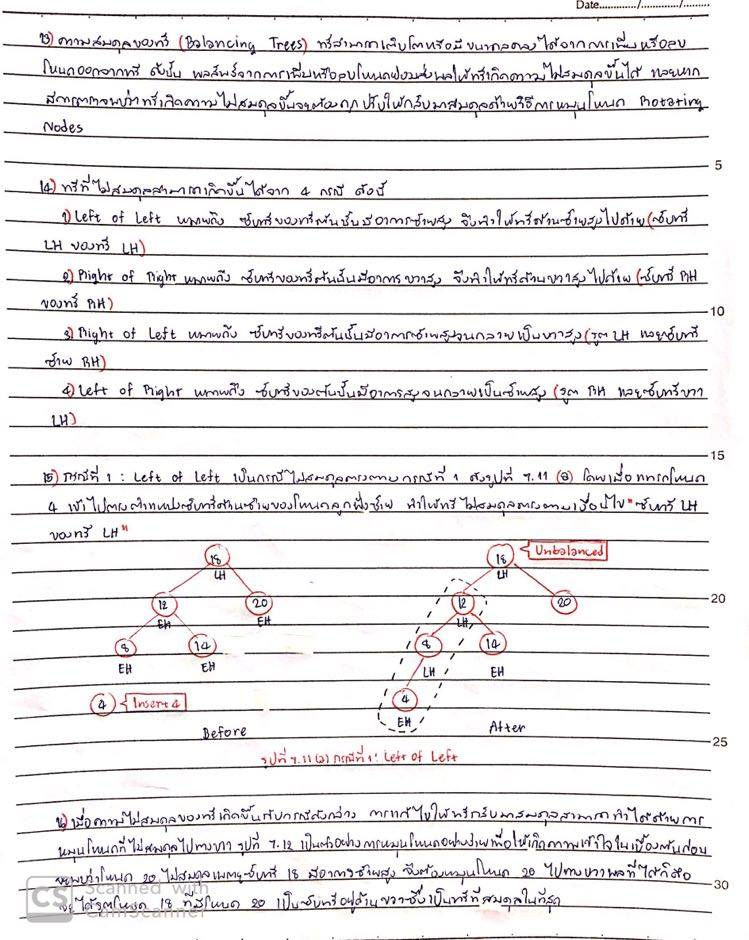 Date............/............/............
13) ความสมดุลของทรี (Balancing Trees) ทรีสามารถเติบโตหรือมีขนาดลดลงได้จากการเพิ่มหรือลบ
โหนดออกจากทรี ดังนั้น ผลลัพธ์จากการเพิ่มหรือลบโหนดย่อมส่งผลให้ทรีเกิดความไม่สมดุลขึ้นได้ และหาก
มีการตรวจพบว่าทรีเกิดความไม่สมดุลขึ้นจะต้องถูกปรับให้กลับมาสมดุลด้วยวิธีการหมุนโหนด Rotating
Nodes
5
14) ทรีที่ไม่สมดุลสามารถเกิดขึ้นได้จาก 4 กรณี ดังนี้
1) Left of Left หมายถึง ซับทรีของทรีต้นนั้นมีอาการซ้ายสูง จึงทำให้ทรีด้านซ้ายสูงไปด้วย (ซับทรี
LH ของทรี LH)
2) Right of Right หมายถึง ซับทรีของทรีต้นนั้นมีอาการขวาสูง จึงทำให้ทรีด้านขวาสูงไปด้วย (ซับทรี RH
ของทรี RH)
10
3) Right of Left หมายถึง ซับทรีของทรีต้นนั้นมีอาการซ้ายสูงจนกลายเป็นขวาสูง (รูต LH และซับทรี
ซ้าย RH)
4) Left of Right หมายถึง ซับทรีของต้นนั้นมีอาการสูงจนกลายเป็นซ้ายสูง (รูต RH และซับทรีขวา
LH)
15
15) กรณีที่ 1 : Left of Left เป็นกรณีไม่สมดุลตรงตามกรณีที่ 1 ดังรูปที่ 7.11 (a) โดยเมื่อแทรกโหนด
4 เข้าไปตรงตำแหน่งซับทรีด้านซ้ายของโหนดลูกฝั่งซ้าย ทำให้ทรีไม่สมดุลตรงตามเงื่อนไข "ซับทรี LH
ของทรี LH"
18 LH
12 EH
20 EH
8 EH
14 EH
4 Insert 4
Before
18 LH Unbalanced
12 LH
20
8 LH
14 EH
4 EH
After
20
25
รูปที่ 7.11 (a) กรณีที่ 1 : Left of Left
16) เมื่อความไม่สมดุลของทรีเกิดขึ้นกับกรณีดังกล่าว การแก้ไขให้ทรีกลับมาสมดุลสามารถทำได้ด้วยการ
หมุนโหนดที่ไม่สมดุลไปทางขวา รูปที่ 7.12 เป็นตัวอย่างการหมุนโหนดอย่างง่ายเพื่อให้เกิดความเข้าใจในเบื้องต้นก่อน
จะพบว่าโหนด 20 ไม่สมดุลเพราะซับทรี 18 มีอาการซ้ายสูง จึงต้องหมุนโหนด 20 ไปทางขวาผลที่ได้ก็คือ
จะได้รูตโหนด 18 ที่มีโหนด 20 เป็นซับทรีอยู่ด้านขวาซึ่งเป็นทรีที่สมดุลในที่สุด
30
CS Scanned with
CamScanner